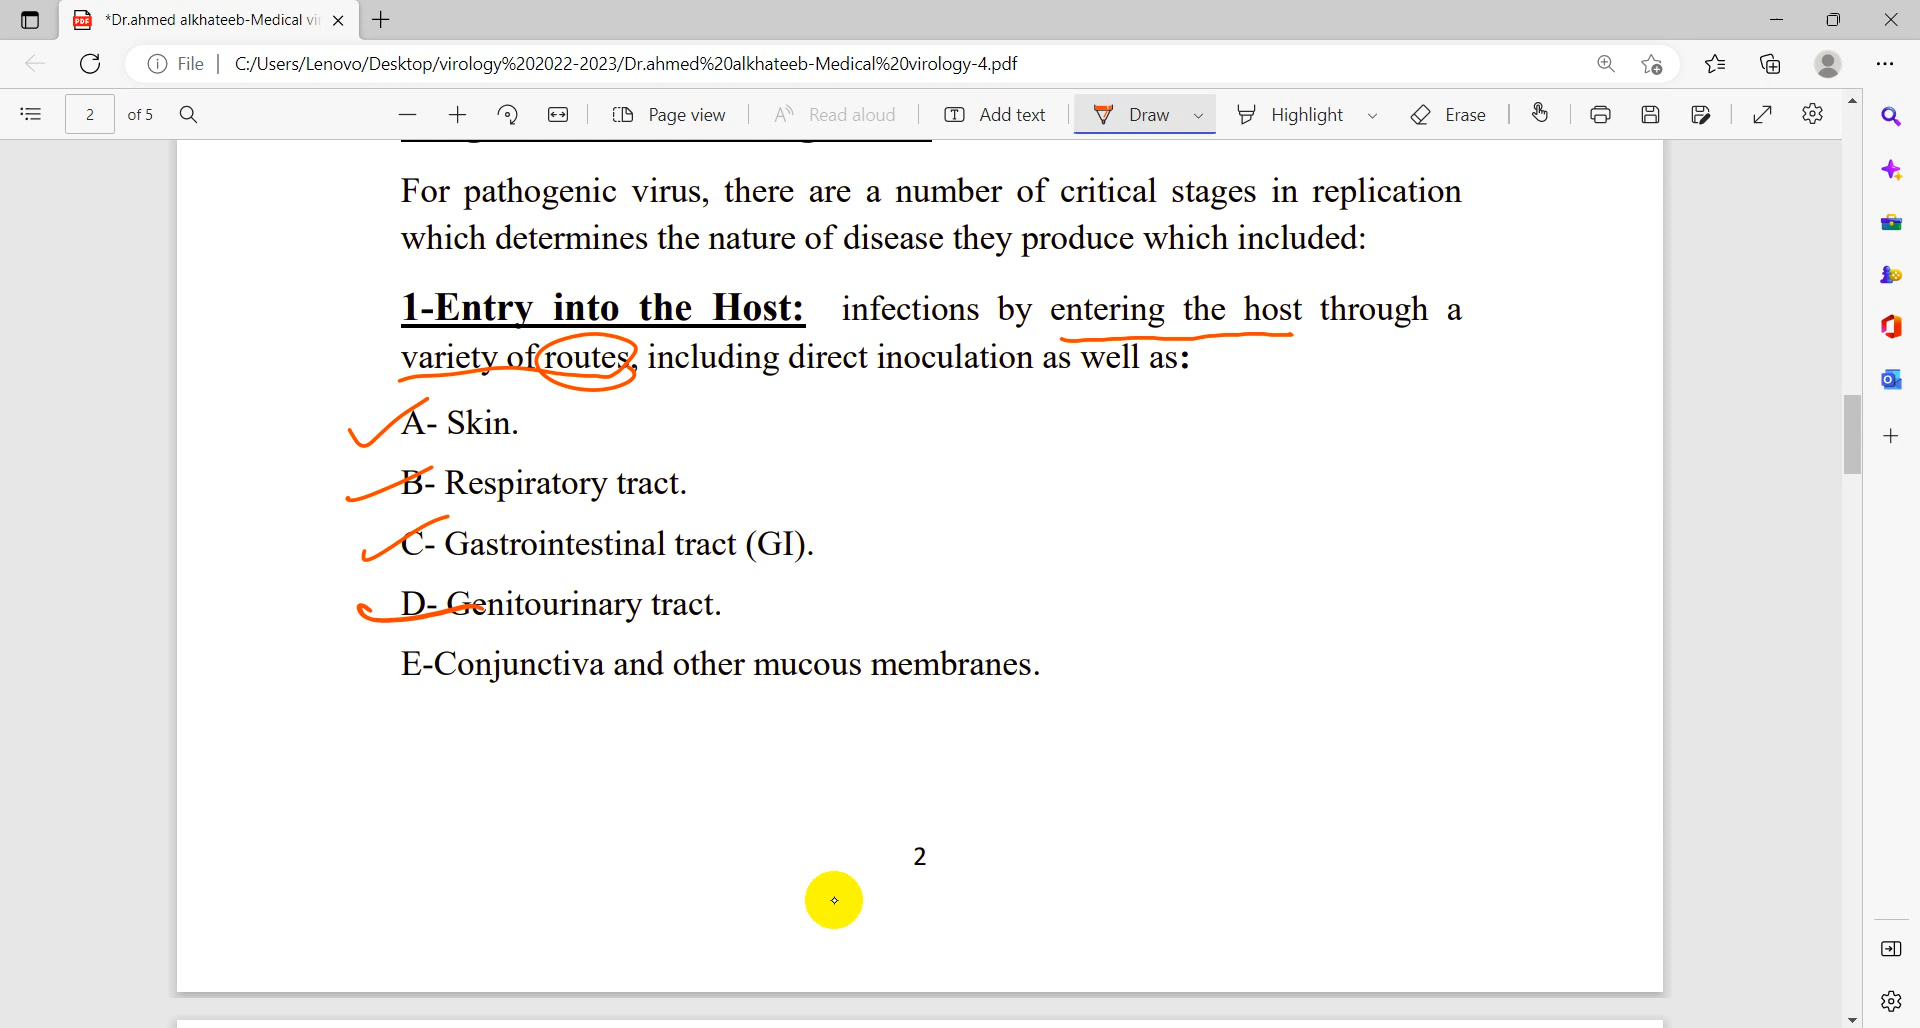 *Dr.ahmed alkhateeb-Medical vi
File
C:/Users/Lenovo/Desktop/virology%202022-2023/Dr.ahmed%20alkhateeb-Medical%20virology-4.pdf
2 of 5
Page view
Read aloud
Add text
Draw
Highlight
Erase
For pathogenic virus, there are a number of critical stages in replication
which determines the nature of disease they produce which included:
1-Entry into the Host: infections by entering the host through a
variety of routes, including direct inoculation as well as:
A- Skin.
B- Respiratory tract.
C- Gastrointestinal tract (GI).
D- Genitourinary tract.
E-Conjunctiva and other mucous membranes.
2